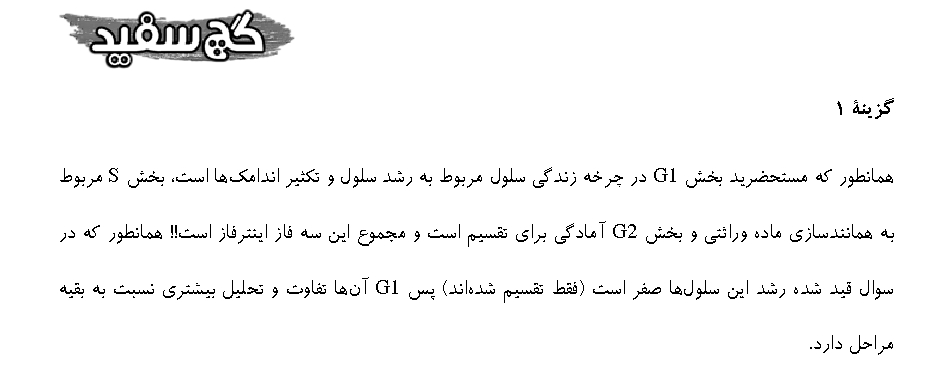 گچ سفید
گزینهٔ ۱
همانطور که مستحضرید بخش G1 در چرخه زندگی سلول مربوط به رشد سلول و تکثیر اندامک‌ها است، بخش S مربوط
به همانندسازی ماده وراثتی و بخش G2 آمادگی برای تقسیم است و مجموع این سه فاز اینترفاز است!! همانطور که در
سوال قید شده رشد این سلول‌ها صفر است (فقط تقسیم شده‌اند) پس G1 آن‌ها تفاوت و تحلیل بیشتری نسبت به بقیه
مراحل دارد.